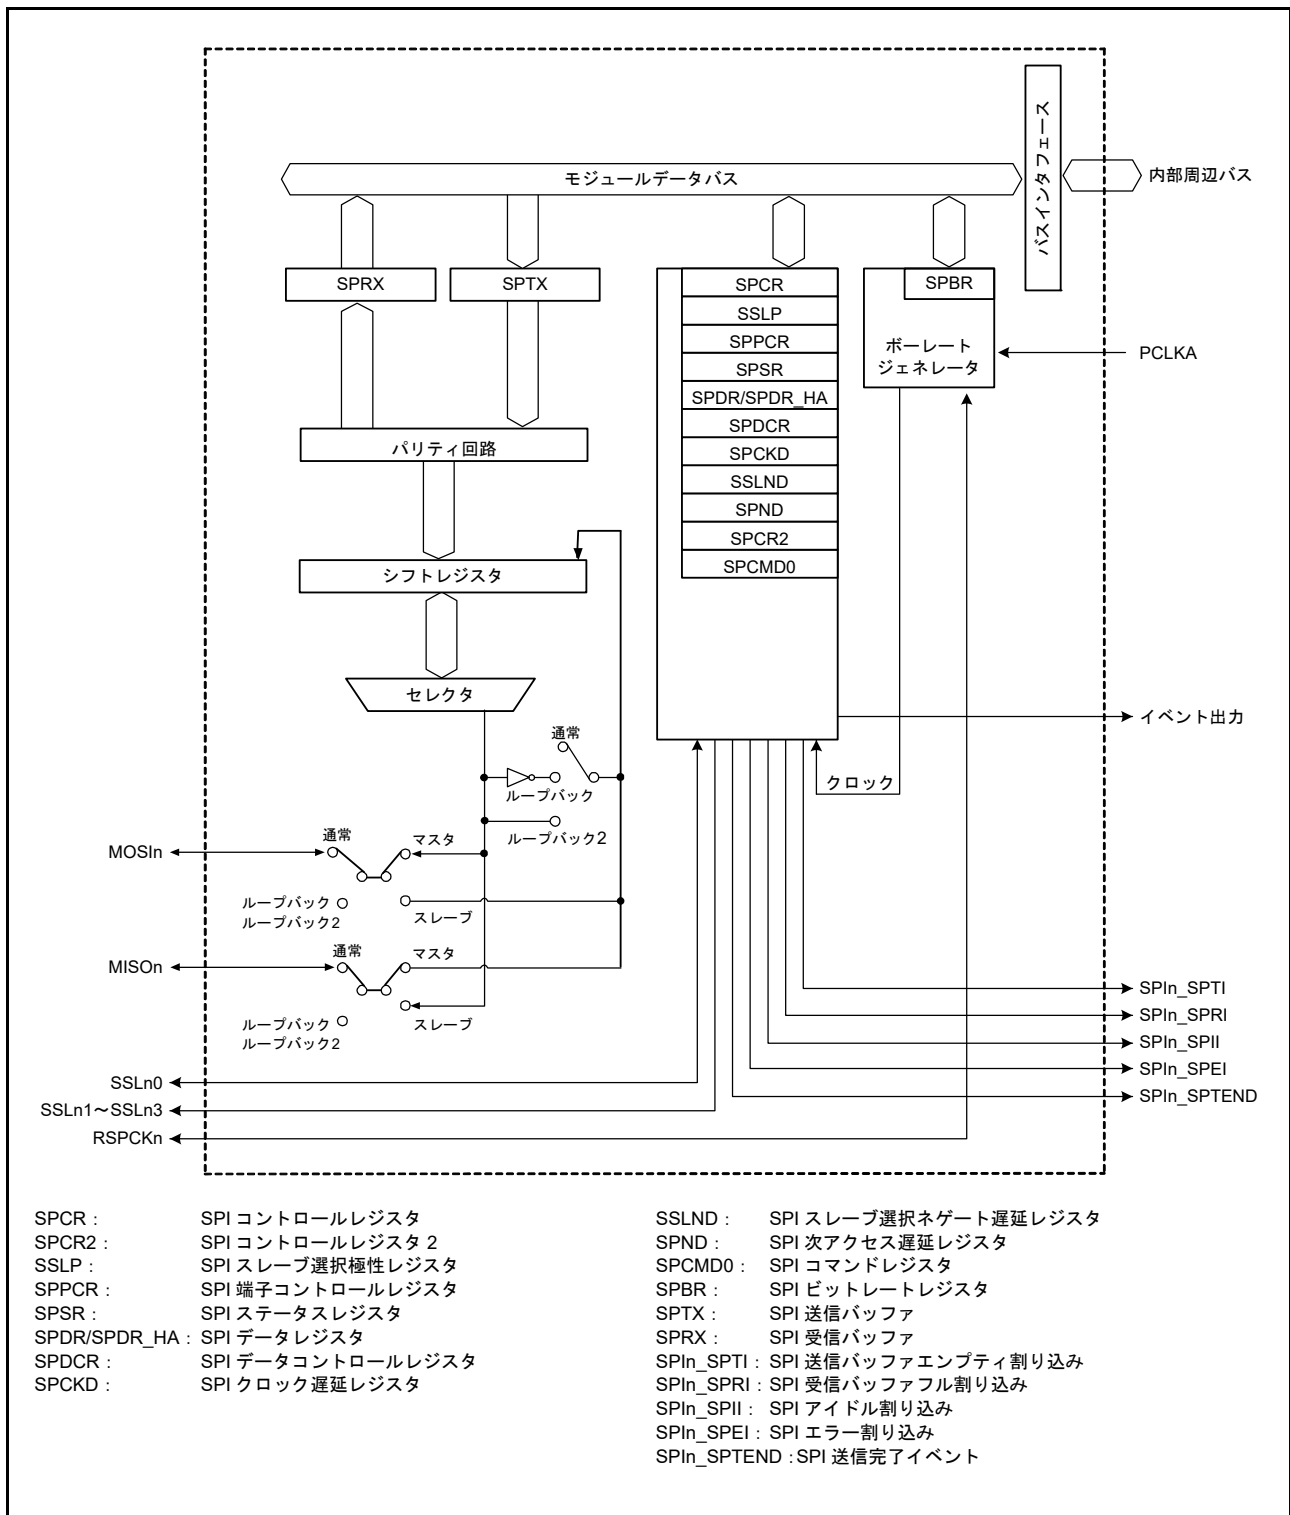 バスインタフェース
モジュールデータバス
内部周辺バス
SPRX
SPTX
SPCR
SPBR
SSLP
SPPCR
ボーレート
ジェネレータ
PCLKA
SPSR
SPDR/SPDR_HA
SPDCR
SPCKD
SSLND
SPND
SPCR2
SPCMD0
パリティ回路
シフトレジスタ
セレクタ
イベント出力
通常
クロック
ループバック
ループバック2
MOSIn
通常
マスタ
ループバック
ループバック2
スレーブ
MISOn
通常
マスタ
ループバック
ループバック2
スレーブ
SPIn_SPTI
SPIn_SPRI
SPIn_SPII
SPIn_SPEI
SPIn_SPTEND
SSLn0
SSLn1～SSLn3
RSPCKn
SPCR : SPI コントロールレジスタ
SPCR2 : SPI コントロールレジスタ 2
SSLP : SPI スレーブ選択極性レジスタ
SPPCR : SPI 端子コントロールレジスタ
SPSR : SPI ステータスレジスタ
SPDR/SPDR_HA : SPI データレジスタ
SPDCR : SPI データコントロールレジスタ
SPCKD : SPI クロック遅延レジスタ
SSLND : SPI スレーブ選択ネゲート遅延レジスタ
SPND : SPI 次アクセス遅延レジスタ
SPCMD0 : SPI コマンドレジスタ
SPBR : SPI ビットレートレジスタ
SPTX : SPI 送信バッファ
SPRX : SPI 受信バッファ
SPIn_SPTI : SPI 送信バッファエンプティ割り込み
SPIn_SPRI : SPI 受信バッファフル割り込み
SPIn_SPII : SPI アイドル割り込み
SPIn_SPEI : SPI エラー割り込み
SPIn_SPTEND : SPI 送信完了イベント